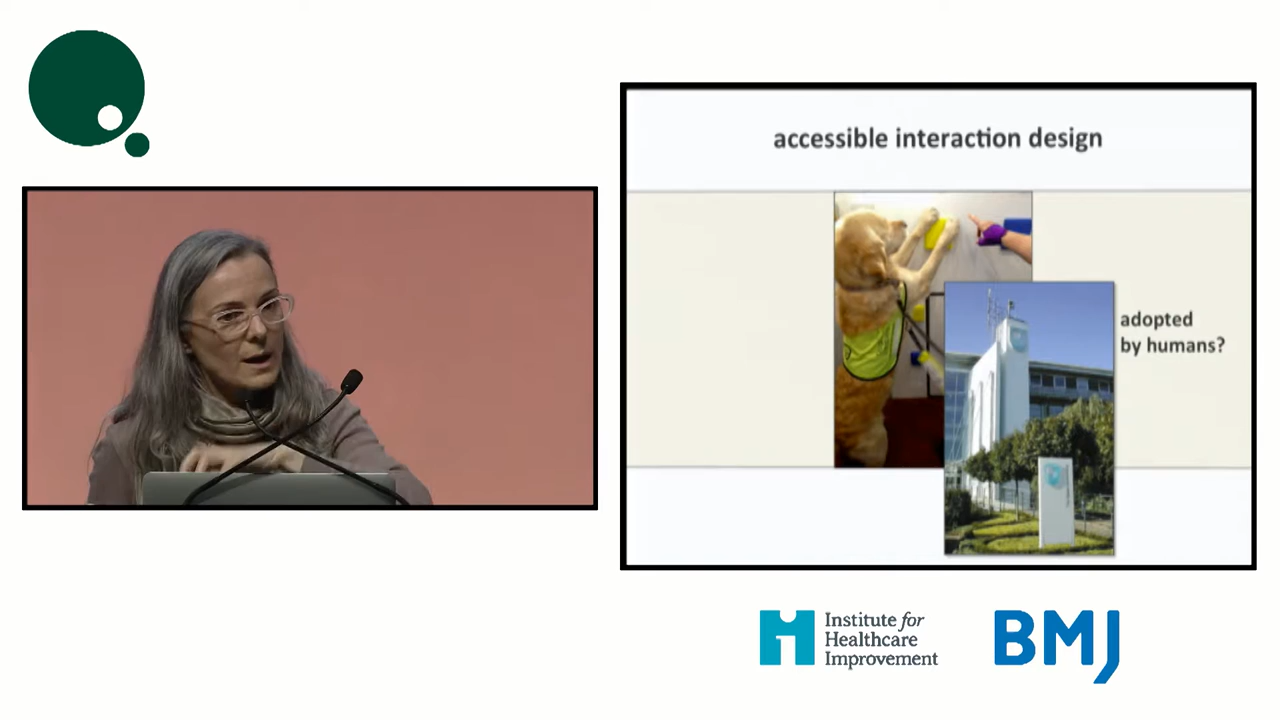 accessible interaction design
adopted
by humans?
Institute for
Healthcare
Improvement
BMJ